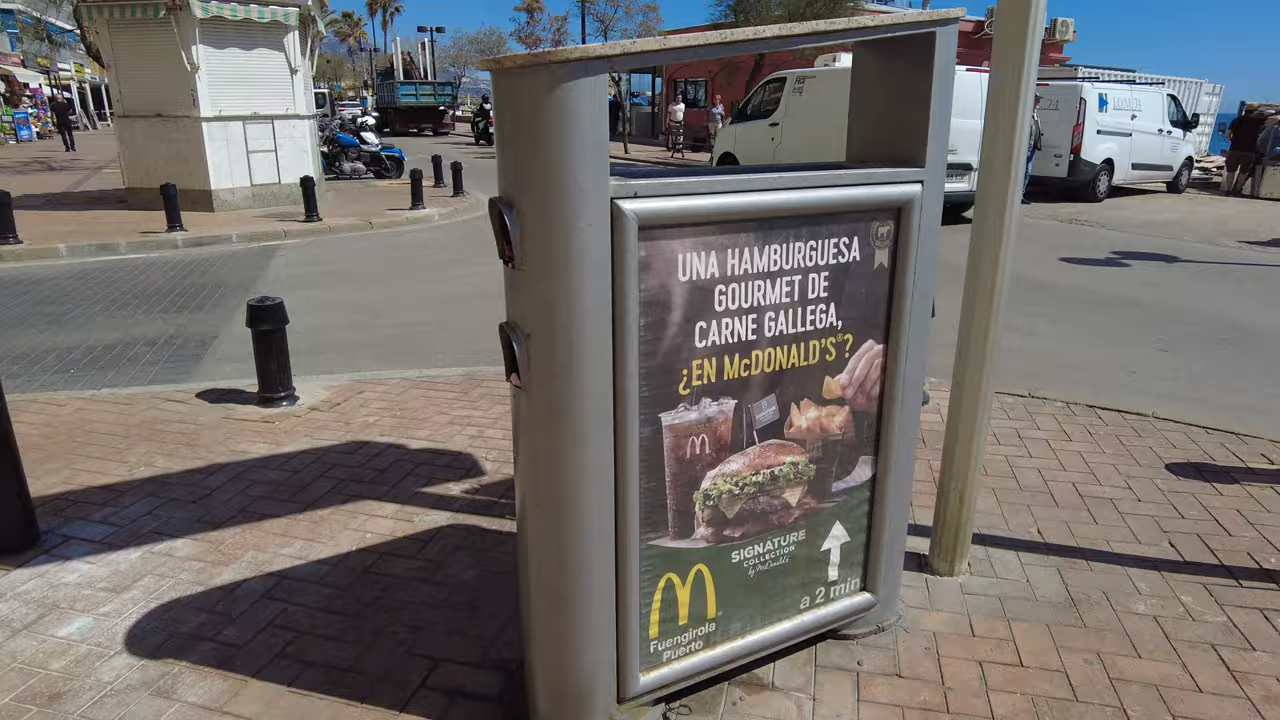 UNA HAMBURGUESA
GOURMET DE
CARNE GALLEGA,
¿EN McDONALD'S®?
SIGNATURE
COLLECTION
by McDonald's
a 2 min
Fuengirola
Puerto